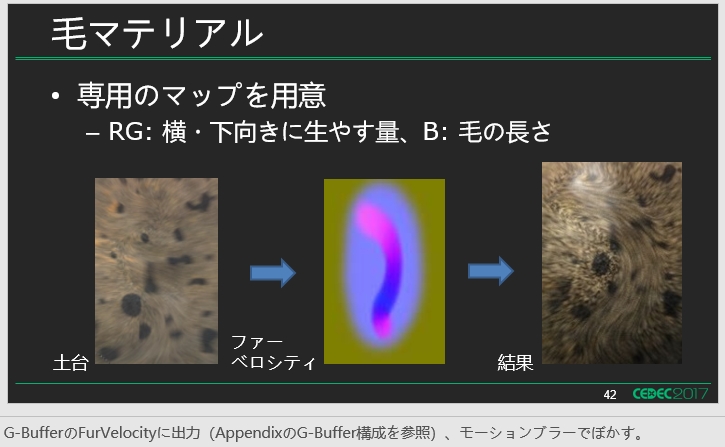 毛マテリアル
• 専用のマップを用意
– RG: 横・下向きに生やす量、B: 毛の長さ
土台
ファー
ベロシティ
結果
42 CEDEC2017
G-BufferのFurVelocityに出力（AppendixのG-Buffer構成を参照）、モーションブラーでぼかす。